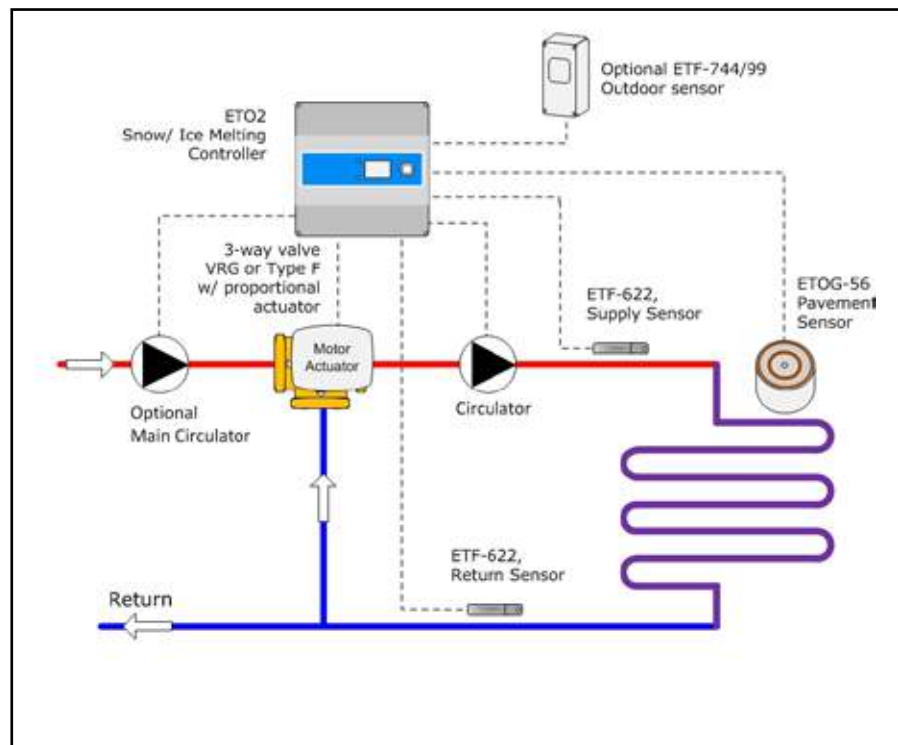 Optional ETF-744/99
Outdoor sensor
ETO2
Snow/ Ice Melting
Controller
3-way valve
VRG or Type F
w/ proportional
actuator
ETF-622,
Supply Sensor
ETOG-56
Pavement
Sensor
Motor
Actuator
Optional
Main Circulator
Circulator
ETF-622,
Return Sensor
Return